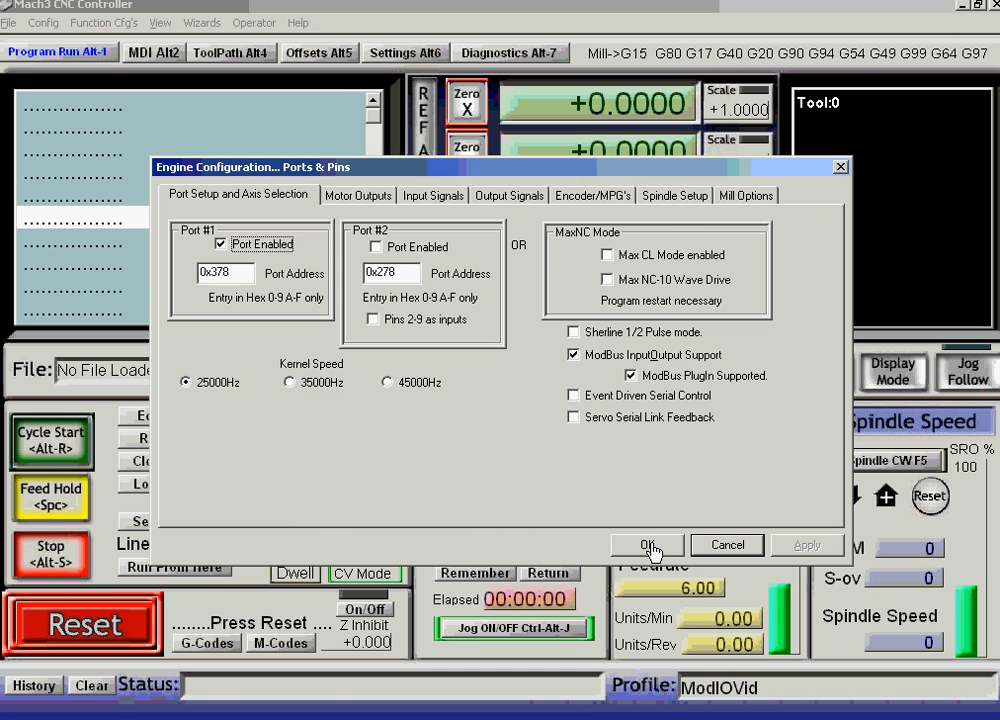 Mach3 CNC Controller
File Config Function Cfg's View Wizards Operator Help
Program Run Alt-1 MDI Alt2 ToolPath Alt4 Offsets Alt5 Settings Alt6 Diagnostics Alt-7 Mill->G15 G80 G17 G40 G20 G90 G94 G54 G49 G99 G64 G97
R
E
F
Zero
X
+0.0000
Scale
+1.0000
Zero
+0.0000
Scale
Tool:0
Engine Configuration... Ports & Pins
Port Setup and Axis Selection Motor Outputs Input Signals Output Signals Encoder/MPG's Spindle Setup Mill Options
Port #1
Port Enabled
0x378 Port Address
Entry in Hex 0-9 A-F only
Port #2
Port Enabled
0x278 Port Address
Entry in Hex 0-9 A-F only
Pins 2-9 as inputs
OR
MaxNC Mode
Max CL Mode enabled
Max NC-10 Wave Drive
Program restart necessary
Kernel Speed
25000Hz 35000Hz 45000Hz
Sherline 1/2 Pulse mode.
ModBus InputOutput Support
ModBus PlugIn Supported.
Event Driven Serial Control
Servo Serial Link Feedback
OK Cancel Apply
File: No File Loade
Display
Mode
Jog
Follow
Cycle Start
<Alt-R>
Feed Hold
<Spc>
Stop
<Alt-S>
Line
Run From Here
Dwell CV Mode
Spindle Speed
Spindle CW F5
SRO %
100
Reset
M 0
S-ov 0
Spindle Speed
0
Reset
........Press Reset ....
G-Codes M-Codes
On/Off
Z Inhibit
+0.000
Remember Return
Elapsed 00:00:00
Jog ON/OFF Ctrl-Alt-J
Feedrate
6.00
Units/Min 0.00
Units/Rev 0.00
History Clear Status: Profile: ModIOVid